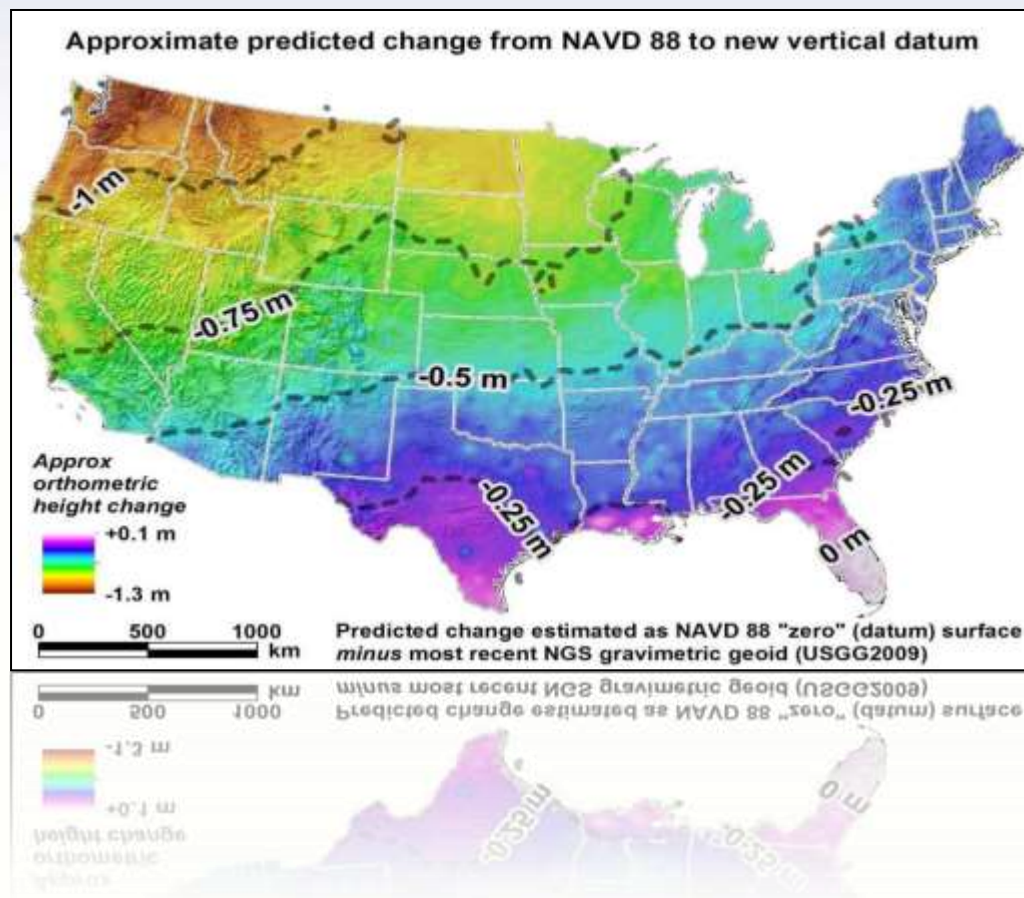 Approximate predicted change from NAVD 88 to new vertical datum
-1 m
-0.75 m
-0.5 m
-0.25 m
-0.25 m
-0.25 m
0 m
Approx
orthometric
height change
+0.1 m
-1.3 m
0 500 1000
km
Predicted change estimated as NAVD 88 "zero" (datum) surface
minus most recent NGS gravimetric geoid (USGG2009)